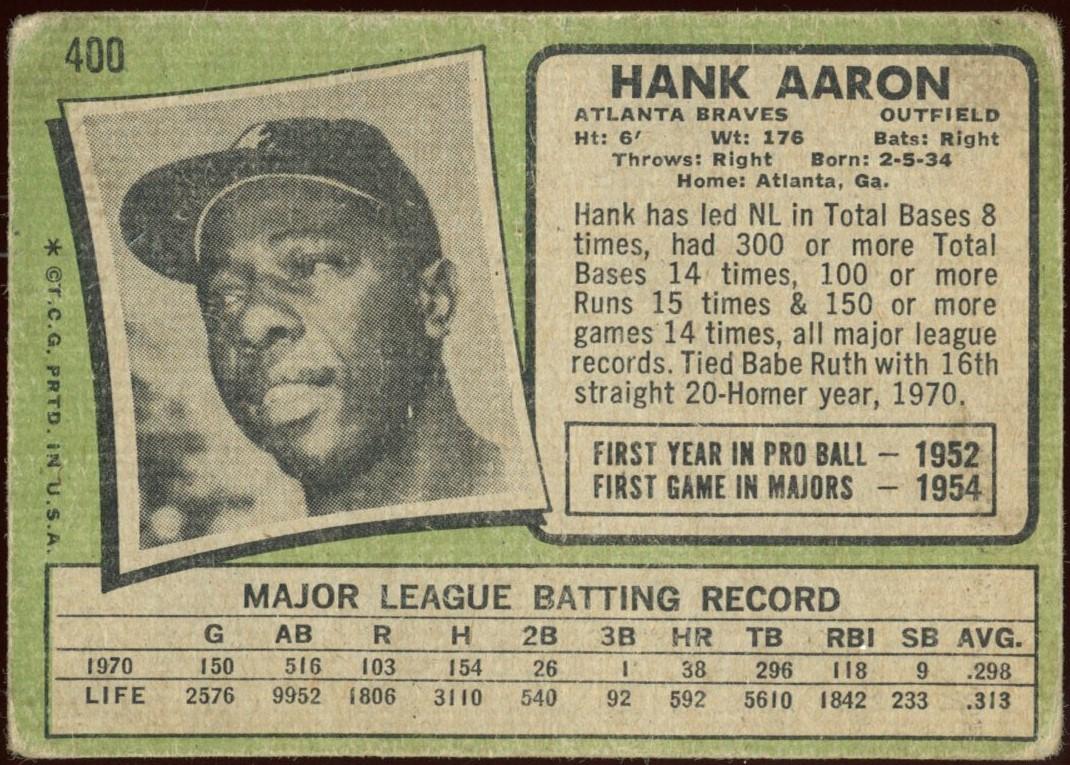 400
HANK AARON
ATLANTA BRAVES OUTFIELD
Ht: 6' Wt: 176 Bats: Right
Throws: Right Born: 2-5-34
Home: Atlanta, Ga.
Hank has led NL in Total Bases 8
times, had 300 or more Total
Bases 14 times, 100 or more
Runs 15 times & 150 or more
games 14 times, all major league
records. Tied Babe Ruth with 16th
straight 20-Homer year, 1970.
FIRST YEAR IN PRO BALL — 1952
FIRST GAME IN MAJORS — 1954
* ©T.C.G. PRTD. IN U.S.A.
MAJOR LEAGUE BATTING RECORD
G AB R H 2B 3B HR TB RBI SB AVG.
1970 150 516 103 154 26 1 38 296 118 9 .298
LIFE 2576 9952 1806 3110 540 92 592 5610 1842 233 .313